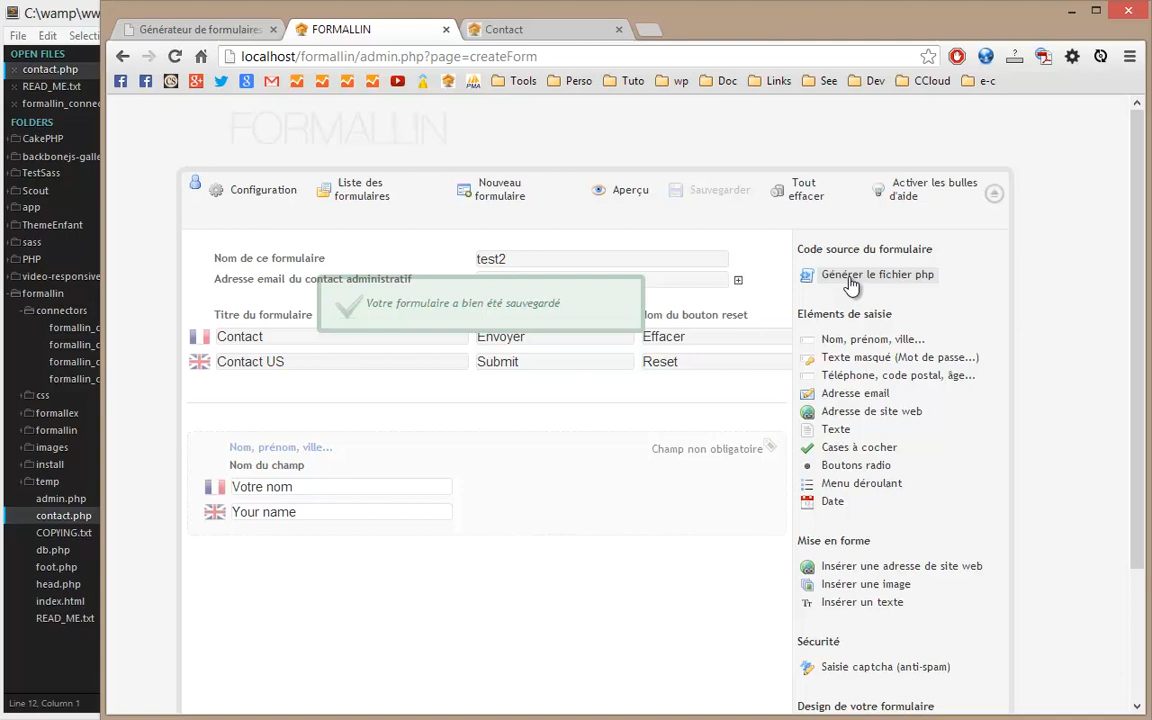 C:\wamp\ww
File Edit Selecti
OPEN FILES
contact.php
READ_ME.txt
formallin_conne
FOLDERS
CakePHP
backbonejs-galle
TestSass
Scout
app
ThemeEnfant
sass
PHP
video-responsive
formallin
connectors
formallin_c
formallin_c
formallin_c
formallin_c
css
formallex
formallin
images
install
temp
admin.php
contact.php
COPYING.txt
db.php
foot.php
head.php
index.html
READ_ME.txt
Line 12, Column 1
Générateur de formulaires
FORMALLIN
Contact
localhost/formallin/admin.php?page=createForm
Tools Perso Tuto wp Doc Links See Dev CCloud e-c
FORMALLIN
Configuration
Liste des formulaires
Nouveau formulaire
Aperçu
Sauvegarder
Tout effacer
Activer les bulles d'aide
Nom de ce formulaire
test2
Adresse email du contact administratif
Votre formulaire a bien été sauvegardé
Titre du formulaire
Nom du bouton reset
Contact Envoyer Effacer
Contact US Submit Reset
Nom, prénom, ville...
Champ non obligatoire
Nom du champ
Votre nom
Your name
Code source du formulaire
Générer le fichier php
Eléments de saisie
Nom, prénom, ville...
Texte masqué (Mot de passe...)
Téléphone, code postal, âge...
Adresse email
Adresse de site web
Texte
Cases à cocher
Boutons radio
Menu déroulant
Date
Mise en forme
Insérer une adresse de site web
Insérer une image
Insérer un texte
Sécurité
Saisie captcha (anti-spam)
Design de votre formulaire